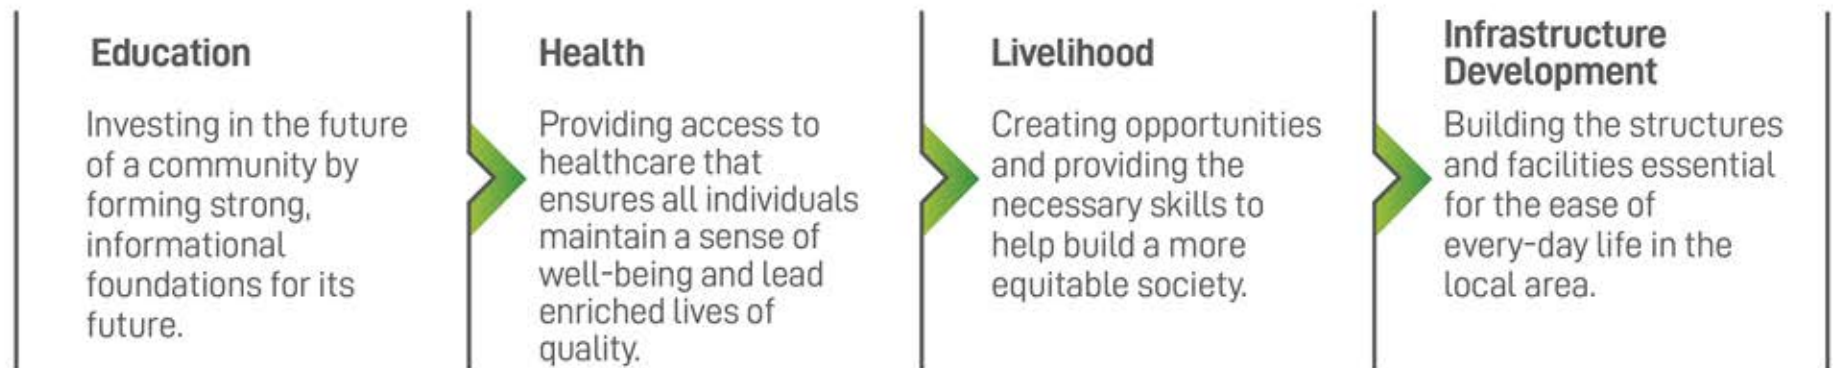 Education
Investing in the future
of a community by
forming strong,
informational
foundations for its
future.
Health
Providing access to
healthcare that
ensures all individuals
maintain a sense of
well-being and lead
enriched lives of
quality.
Livelihood
Creating opportunities
and providing the
necessary skills to
help build a more
equitable society.
Infrastructure
Development
Building the structures
and facilities essential
for the ease of
every-day life in the
local area.